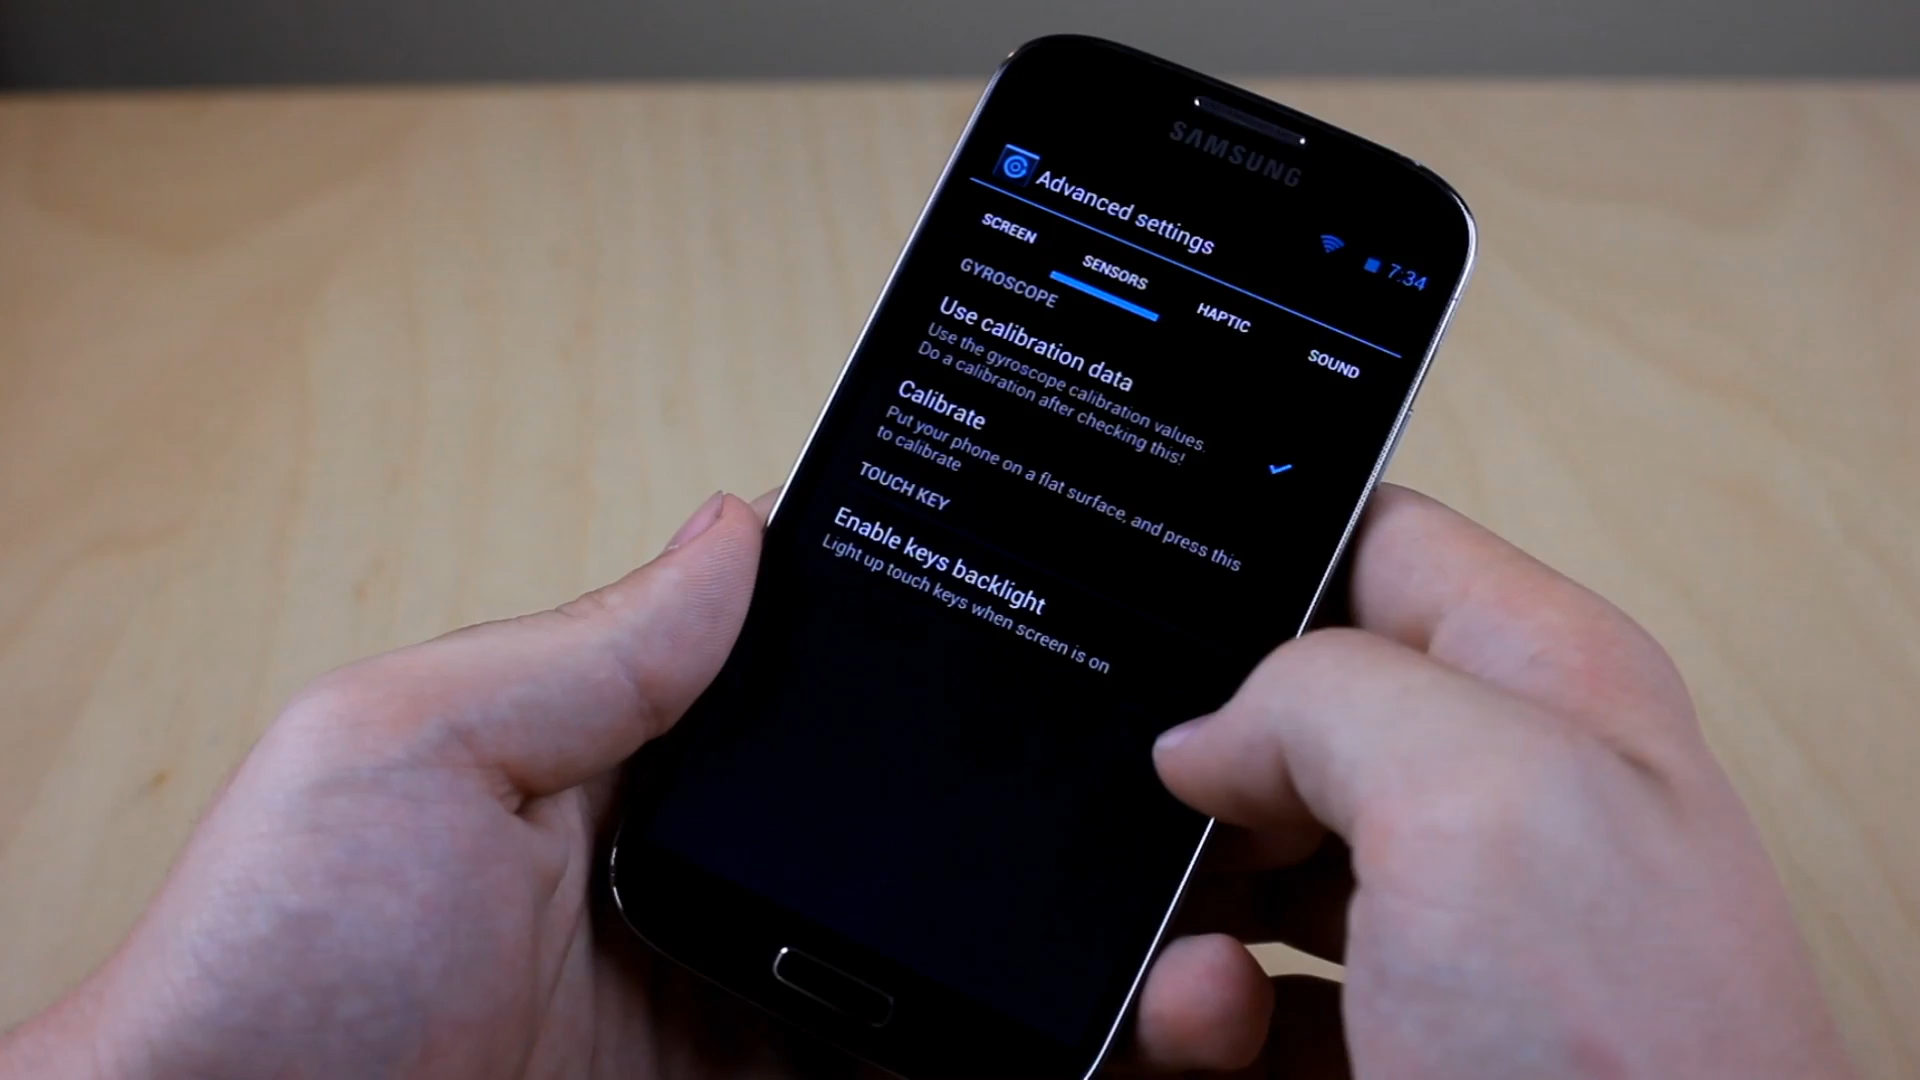 SAMSUNG
7:34
Advanced settings
SCREEN
SENSORS
HAPTIC
SOUND
GYROSCOPE
Use calibration data
Use the gyroscope calibration values.
Do a calibration after checking this!
Calibrate
Put your phone on a flat surface, and press this
to calibrate
TOUCH KEY
Enable keys backlight
Light up touch keys when screen is on